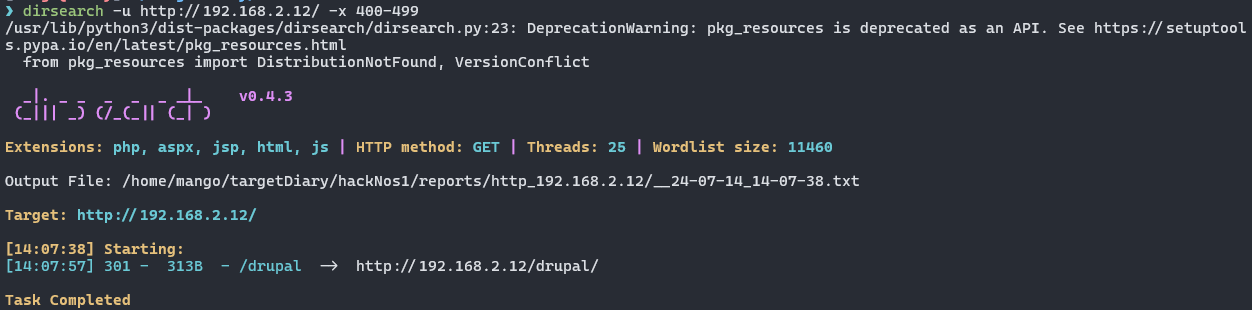 ❯ dirsearch -u http://192.168.2.12/ -x 400-499
/usr/lib/python3/dist-packages/dirsearch/dirsearch.py:23: DeprecationWarning: pkg_resources is deprecated as an API. See https://setuptool
s.pypa.io/en/latest/pkg_resources.html
  from pkg_resources import DistributionNotFound, VersionConflict
  _|. _ _  _  _  _ _|_    v0.4.3
 (_||| _) (/_(_|| (_| )
Extensions: php, aspx, jsp, html, js | HTTP method: GET | Threads: 25 | Wordlist size: 11460
Output File: /home/mango/targetDiary/hackNos1/reports/http_192.168.2.12/__24-07-14_14-07-38.txt
Target: http://192.168.2.12/
[14:07:38] Starting:
[14:07:57] 301 -  313B  - /drupal  ->  http://192.168.2.12/drupal/
Task Completed